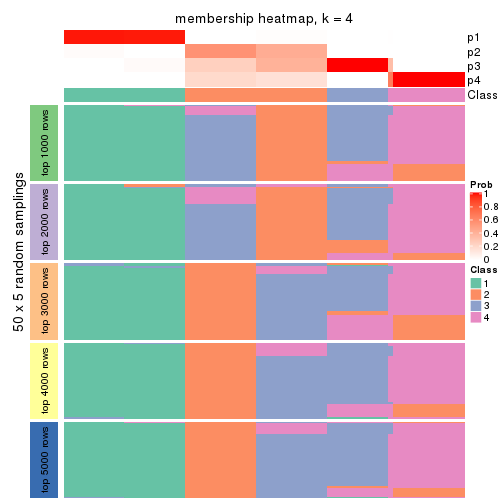 membership heatmap, k = 4
p1
p2
p3
p4
Class
50 x 5 random samplings
top 1000 rows
top 2000 rows
top 3000 rows
top 4000 rows
top 5000 rows
Prob
1
0.8
0.6
0.4
0.2
0
Class
1
2
3
4